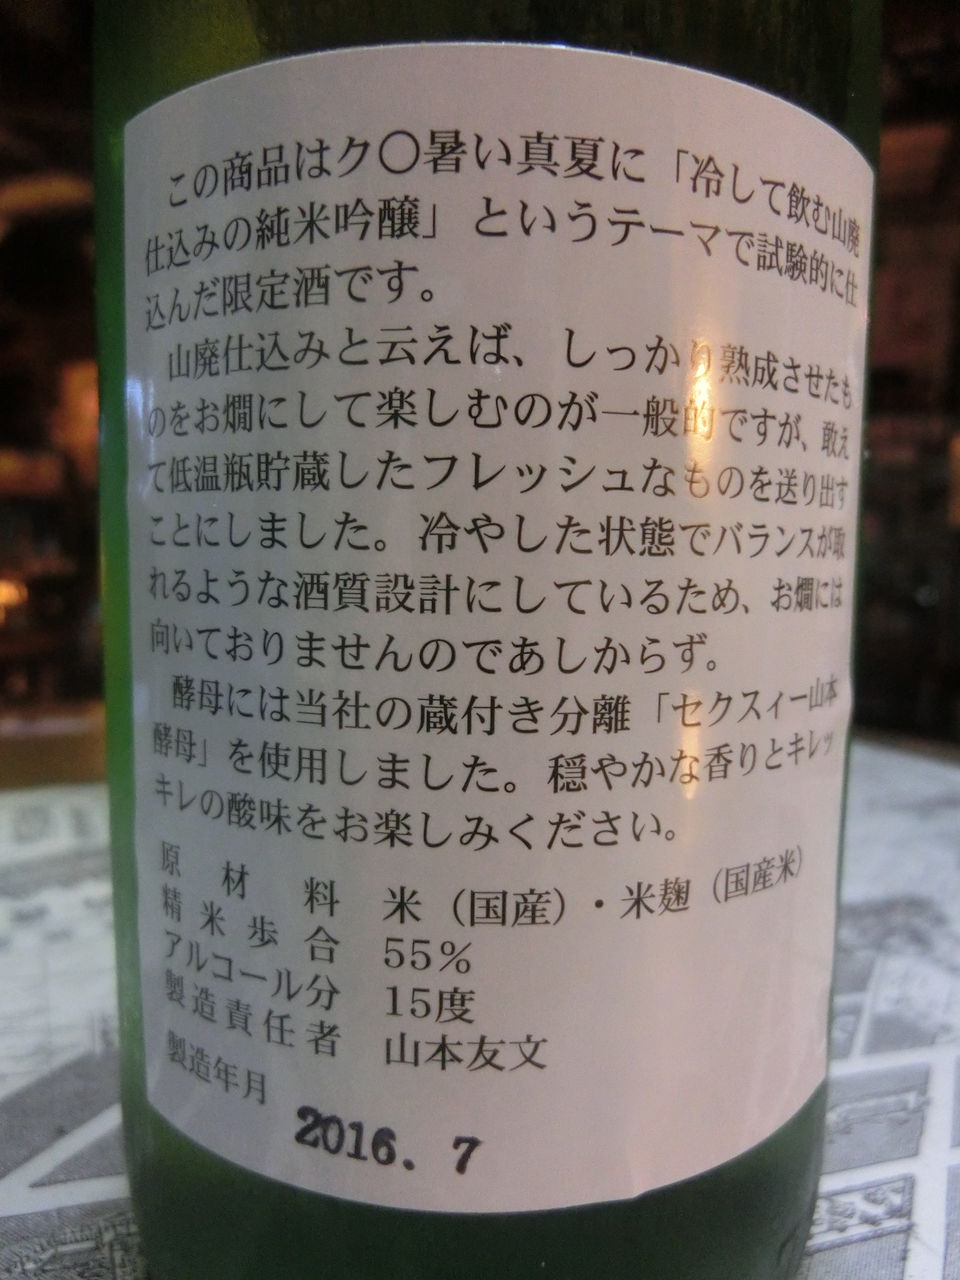 この商品はク〇暑い真夏に「冷して飲む山廃
仕込みの純米吟醸」というテーマで試験的に仕
込んだ限定酒です。
山廃仕込みと云えば、しっかり熟成させたも
のをお燗にして楽しむのが一般的ですが、敢え
て低温瓶貯蔵したフレッシュなものを送り出す
ことにしました。冷やした状態でバランスが取
れるような酒質設計にしているため、お燗には
向いておりませんのであしからず。
酵母には当社の蔵付き分離「セクスィー山本
酵母」を使用しました。穏やかな香りとキレッ
キレの酸味をお楽しみください。
原材料 米（国産）・米麹（国産米）
精米歩合 55％
アルコール分 15度
製造責任者 山本友文
製造年月 2016. 7